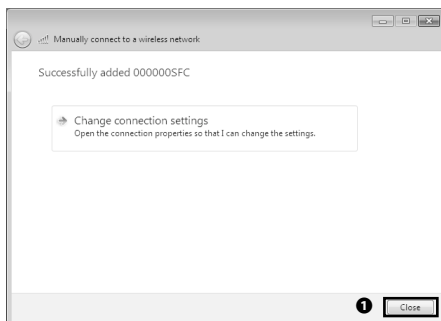 Manually connect to a wireless network
Successfully added 000000SFC
Change connection settings
Open the connection properties so that I can change the settings.
❶ Close